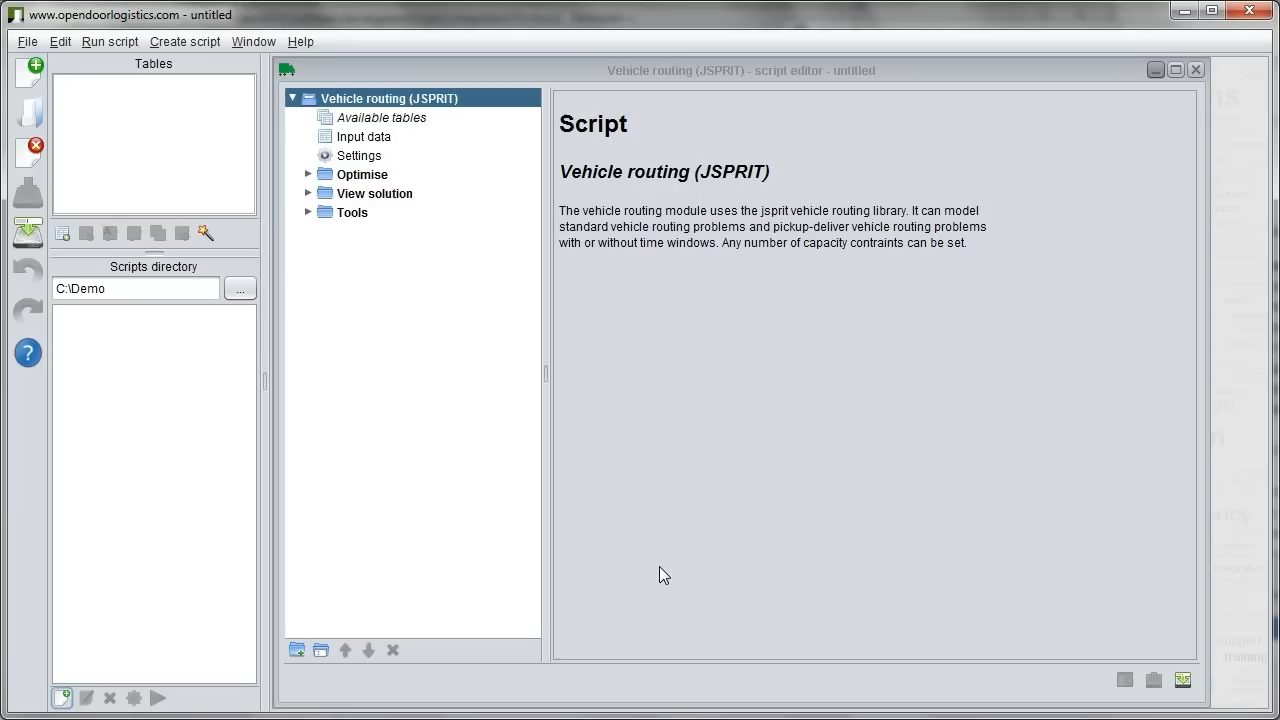 www.opendoorlogistics.com - untitled
File Edit Run script Create script Window Help
Tables
Scripts directory
C:\Demo
...
Vehicle routing (JSPRIT) - script editor - untitled
Vehicle routing (JSPRIT)
Available tables
Input data
Settings
Optimise
View solution
Tools
Script
Vehicle routing (JSPRIT)
The vehicle routing module uses the jsprit vehicle routing library. It can model
standard vehicle routing problems and pickup-deliver vehicle routing problems
with or without time windows. Any number of capacity contraints can be set.
support
training